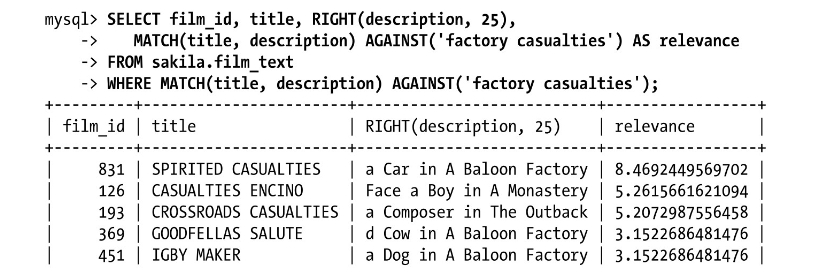 mysql> SELECT film_id, title, RIGHT(description, 25),
    ->    MATCH(title, description) AGAINST('factory casualties') AS relevance
    -> FROM sakila.film_text
    -> WHERE MATCH(title, description) AGAINST('factory casualties');
+---------+-----------------------+---------------------------+-----------------+
| film_id | title                 | RIGHT(description, 25)    | relevance       |
+---------+-----------------------+---------------------------+-----------------+
|     831 | SPIRITED CASUALTIES   | a Car in A Baloon Factory | 8.4692449569702 |
|     126 | CASUALTIES ENCINO     | Face a Boy in A Monastery | 5.2615661621094 |
|     193 | CROSSROADS CASUALTIES | a Composer in The Outback | 5.2072987556458 |
|     369 | GOODFELLAS SALUTE     | d Cow in A Baloon Factory | 3.1522686481476 |
|     451 | IGBY MAKER            | a Dog in A Baloon Factory | 3.1522686481476 |